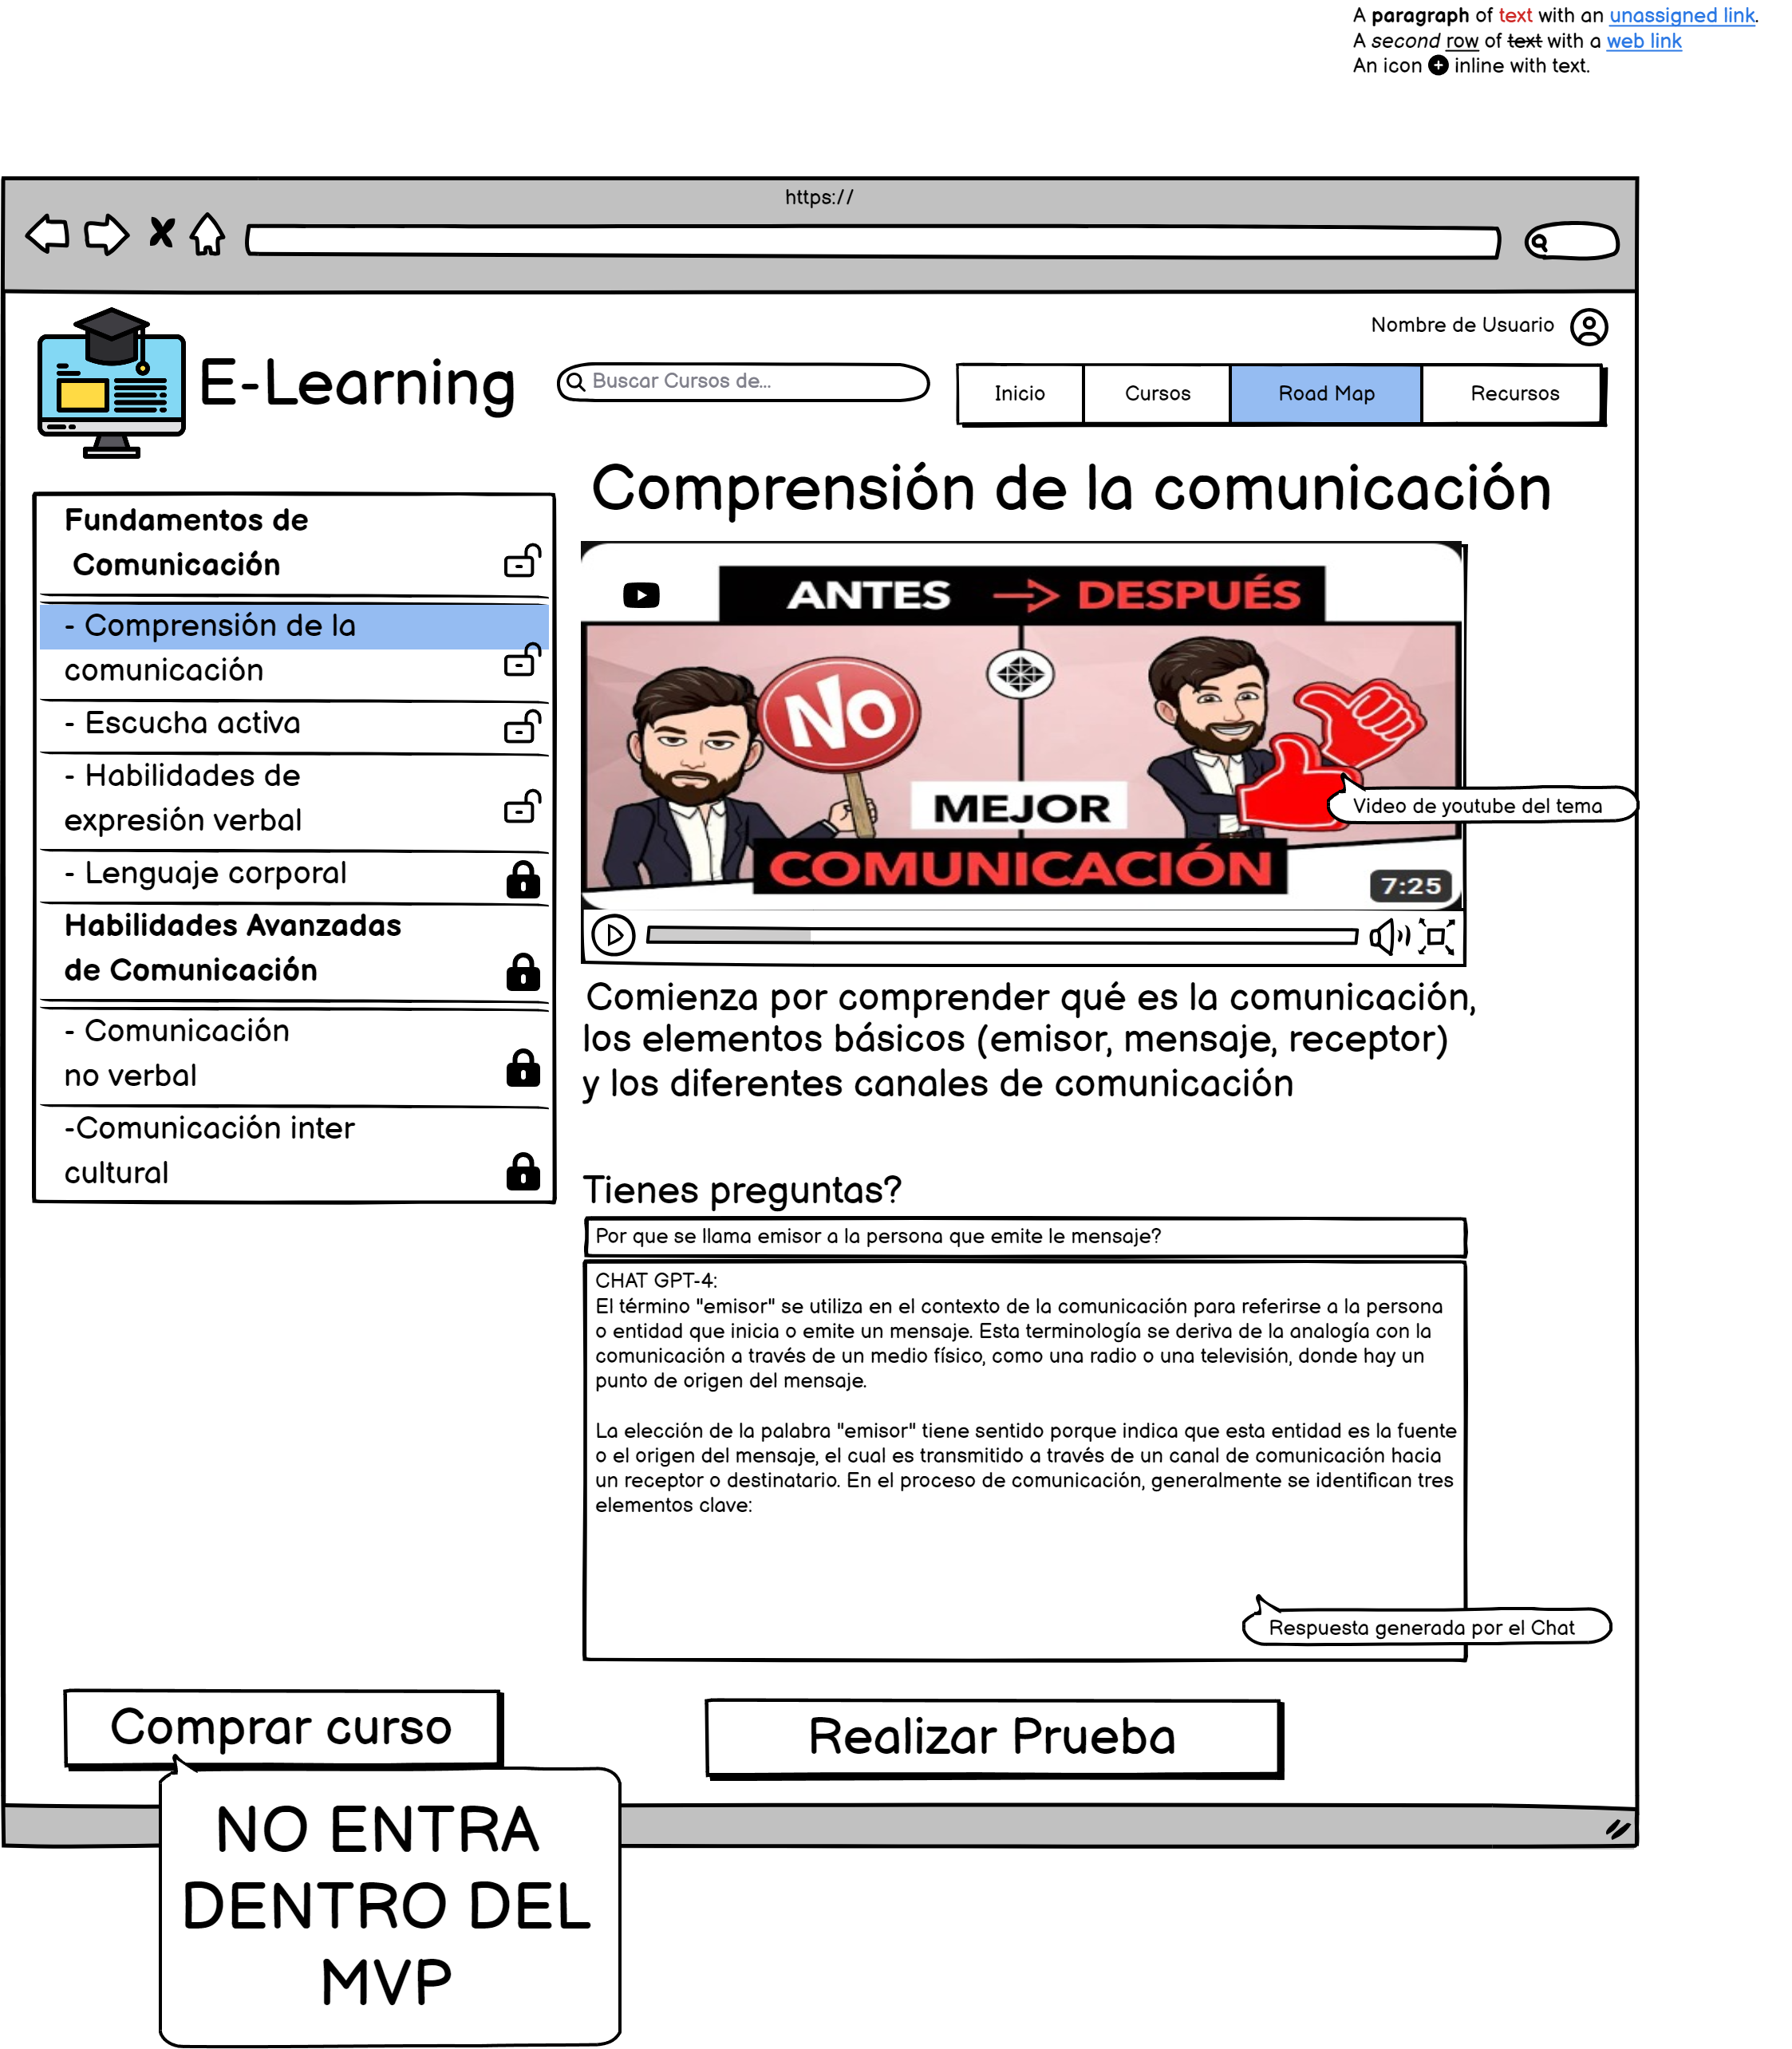 A paragraph of text with an unassigned link.
A second row of text with a web link
An icon inline with text.
https://
Nombre de Usuario
E-Learning
Buscar Cursos de...
Inicio
Cursos
Road Map
Recursos
Fundamentos de
Comunicación
- Comprensión de la
comunicación
- Escucha activa
- Habilidades de
expresión verbal
- Lenguaje corporal
Habilidades Avanzadas
de Comunicación
- Comunicación
no verbal
-Comunicación inter
cultural
Comprensión de la comunicación
ANTES → DESPUÉS
NO
MEJOR
COMUNICACIÓN
7:25
Video de youtube del tema
Comienza por comprender qué es la comunicación,
los elementos básicos (emisor, mensaje, receptor)
y los diferentes canales de comunicación
Tienes preguntas?
Por que se llama emisor a la persona que emite le mensaje?
CHAT GPT-4:
El término "emisor" se utiliza en el contexto de la comunicación para referirse a la persona
o entidad que inicia o emite un mensaje. Esta terminología se deriva de la analogía con la
comunicación a través de un medio físico, como una radio o una televisión, donde hay un
punto de origen del mensaje.
La elección de la palabra "emisor" tiene sentido porque indica que esta entidad es la fuente
o el origen del mensaje, el cual es transmitido a través de un canal de comunicación hacia
un receptor o destinatario. En el proceso de comunicación, generalmente se identifican tres
elementos clave:
Respuesta generada por el Chat
Comprar curso
Realizar Prueba
NO ENTRA
DENTRO DEL
MVP